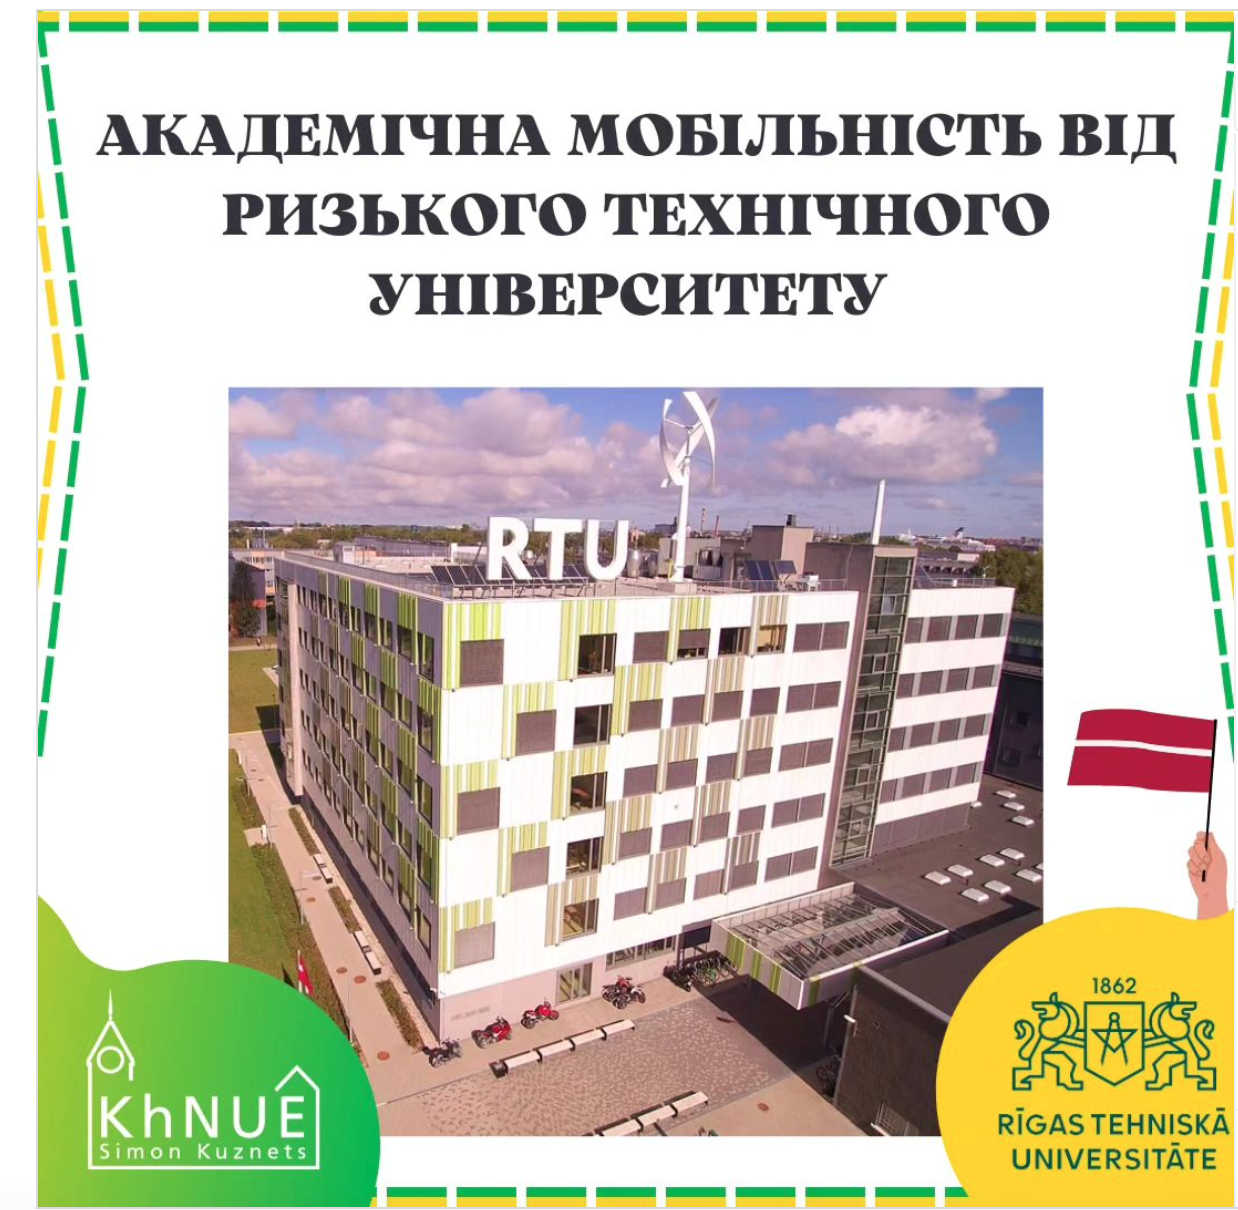 АКАДЕМІЧНА МОБІЛЬНІСТЬ ВІД
РИЗЬКОГО ТЕХНІЧНОГО
УНІВЕРСИТЕТУ
RTU
KhNUE
Simon Kuznets
1862
RĪGAS TEHNISKĀ
UNIVERSITĀTE